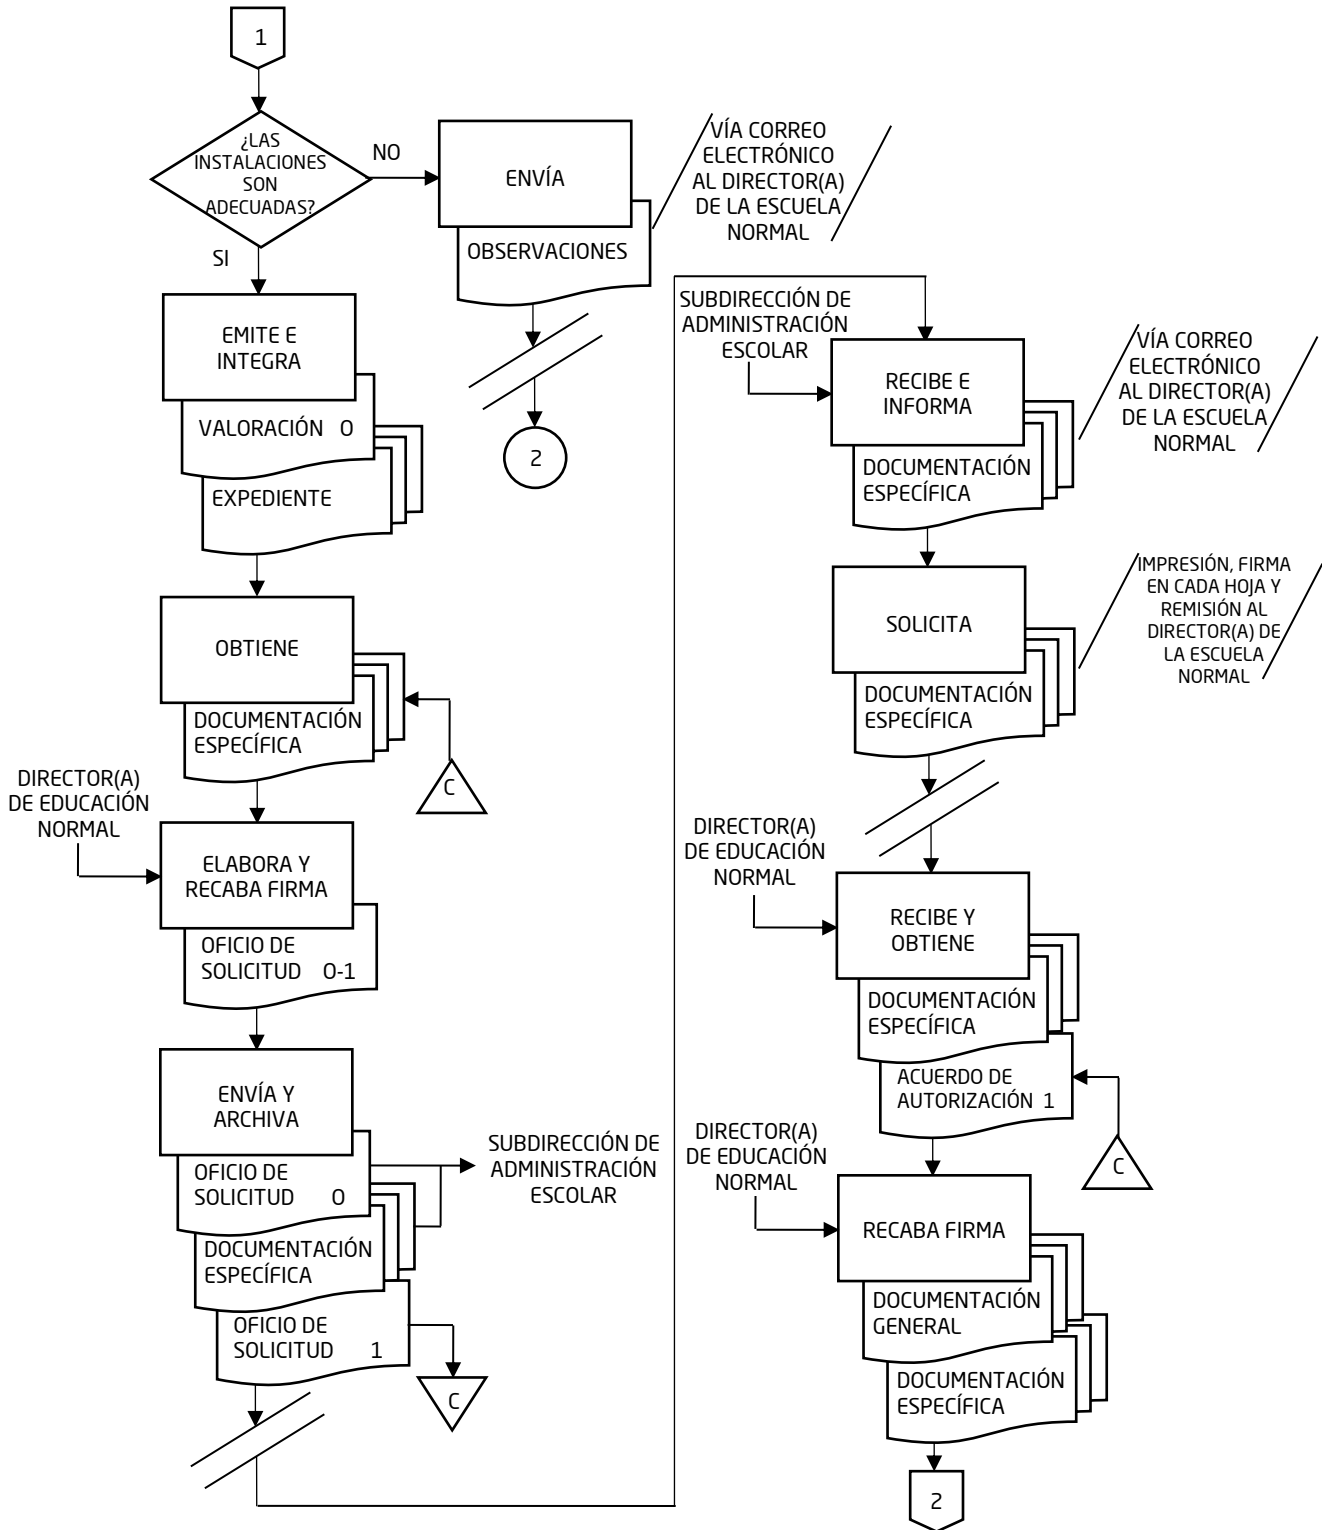 1
¿LAS
INSTALACIONES
SON
ADECUADAS?
NO
SI
ENVÍA
OBSERVACIONES
VÍA CORREO
ELECTRÓNICO
AL DIRECTOR(A)
DE LA ESCUELA
NORMAL
2
EMITE E
INTEGRA
VALORACIÓN 0
EXPEDIENTE
OBTIENE
DOCUMENTACIÓN
ESPECÍFICA
C
DIRECTOR(A)
DE EDUCACIÓN
NORMAL
ELABORA Y
RECABA FIRMA
OFICIO DE
SOLICITUD 0-1
ENVÍA Y
ARCHIVA
OFICIO DE
SOLICITUD 0
DOCUMENTACIÓN
ESPECÍFICA
OFICIO DE
SOLICITUD 1
SUBDIRECCIÓN DE
ADMINISTRACIÓN
ESCOLAR
C
SUBDIRECCIÓN DE
ADMINISTRACIÓN
ESCOLAR
RECIBE E
INFORMA
DOCUMENTACIÓN
ESPECÍFICA
VÍA CORREO
ELECTRÓNICO
AL DIRECTOR(A)
DE LA ESCUELA
NORMAL
SOLICITA
DOCUMENTACIÓN
ESPECÍFICA
IMPRESIÓN, FIRMA
EN CADA HOJA Y
REMISIÓN AL
DIRECTOR(A) DE
LA ESCUELA
NORMAL
DIRECTOR(A)
DE EDUCACIÓN
NORMAL
RECIBE Y
OBTIENE
DOCUMENTACIÓN
ESPECÍFICA
ACUERDO DE
AUTORIZACIÓN 1
C
DIRECTOR(A)
DE EDUCACIÓN
NORMAL
RECABA FIRMA
DOCUMENTACIÓN
GENERAL
DOCUMENTACIÓN
ESPECÍFICA
2